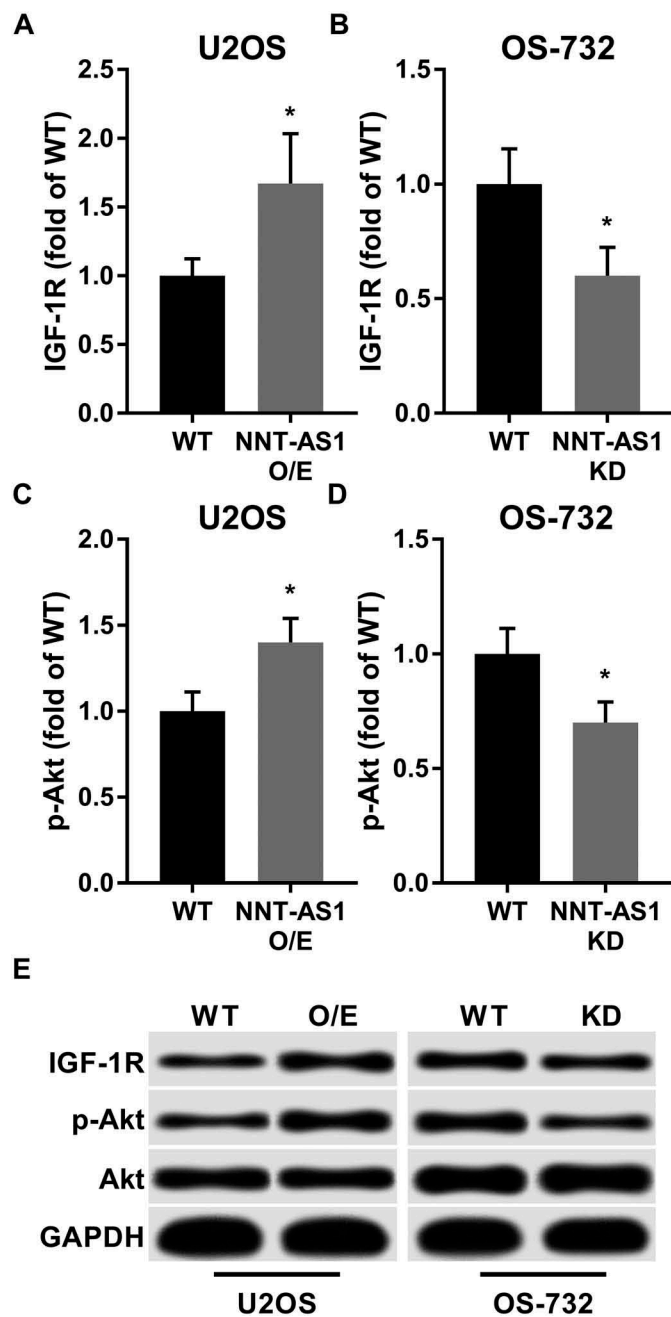 A
U2OS
IGF-1R (fold of WT)
2.5
2.0
1.5
1.0
0.5
0.0
*
WT
NNT-AS1
O/E
B
OS-732
IGF-1R (fold of WT)
1.5
1.0
0.5
0.0
*
WT
NNT-AS1
KD
C
U2OS
p-Akt (fold of WT)
2.0
1.5
1.0
0.5
0.0
*
WT
NNT-AS1
O/E
D
OS-732
p-Akt (fold of WT)
1.5
1.0
0.5
0.0
*
WT
NNT-AS1
KD
E
WT O/E WT KD
IGF-1R
p-Akt
Akt
GAPDH
U2OS OS-732